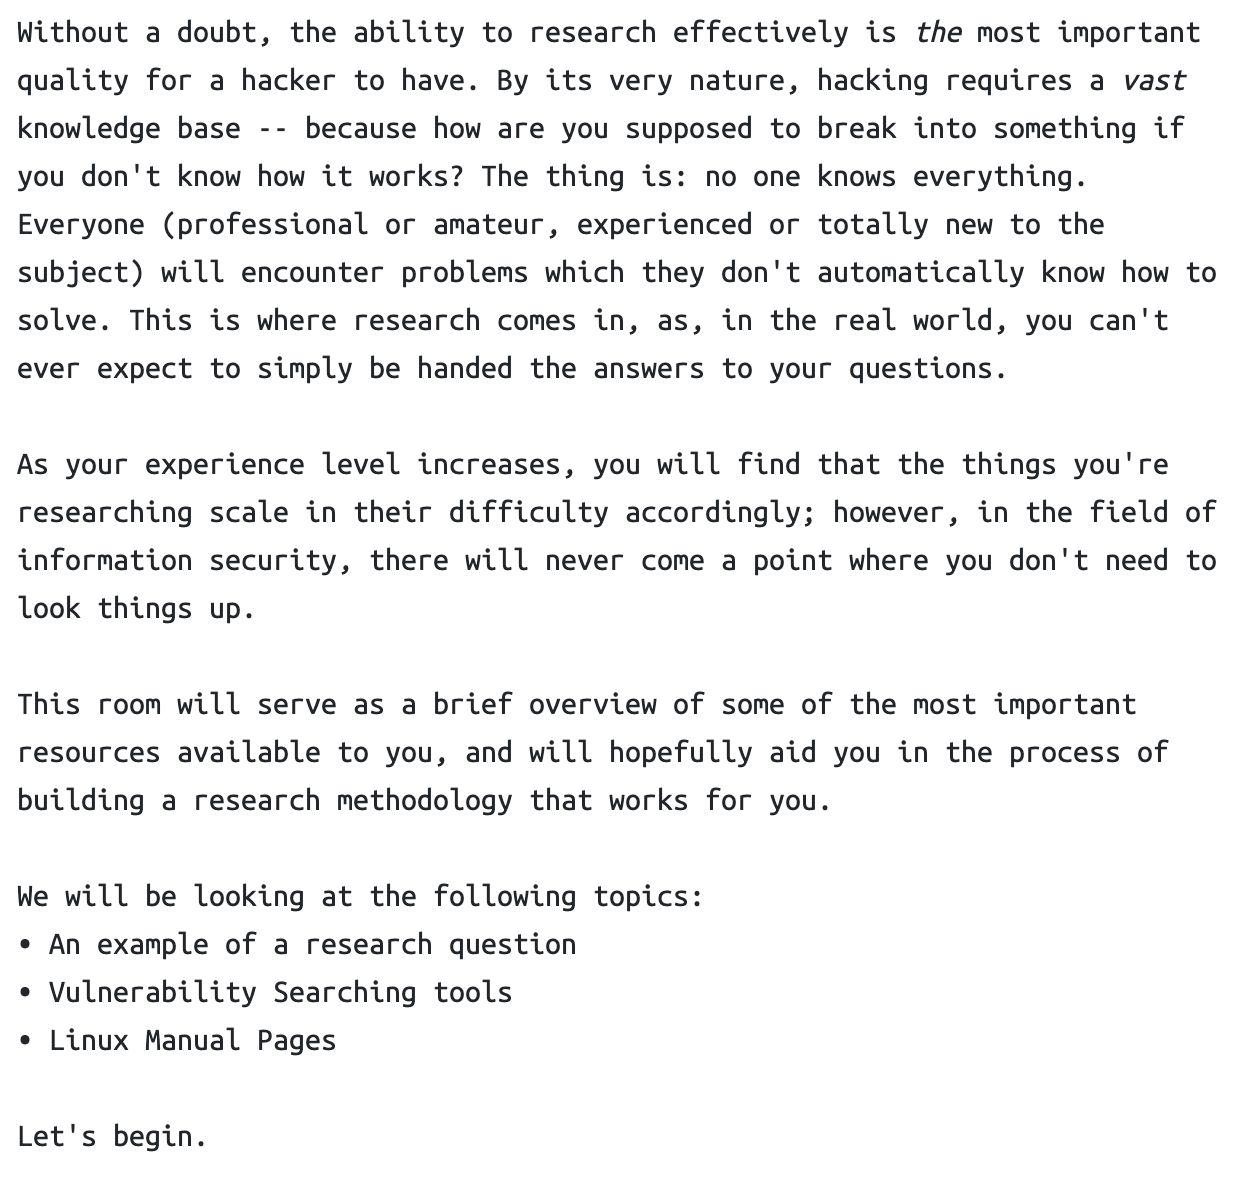 Without a doubt, the ability to research effectively is the most important
quality for a hacker to have. By its very nature, hacking requires a vast
knowledge base -- because how are you supposed to break into something if
you don't know how it works? The thing is: no one knows everything.
Everyone (professional or amateur, experienced or totally new to the
subject) will encounter problems which they don't automatically know how to
solve. This is where research comes in, as, in the real world, you can't
ever expect to simply be handed the answers to your questions.

As your experience level increases, you will find that the things you're
researching scale in their difficulty accordingly; however, in the field of
information security, there will never come a point where you don't need to
look things up.

This room will serve as a brief overview of some of the most important
resources available to you, and will hopefully aid you in the process of
building a research methodology that works for you.

We will be looking at the following topics:
• An example of a research question
• Vulnerability Searching tools
• Linux Manual Pages

Let's begin.